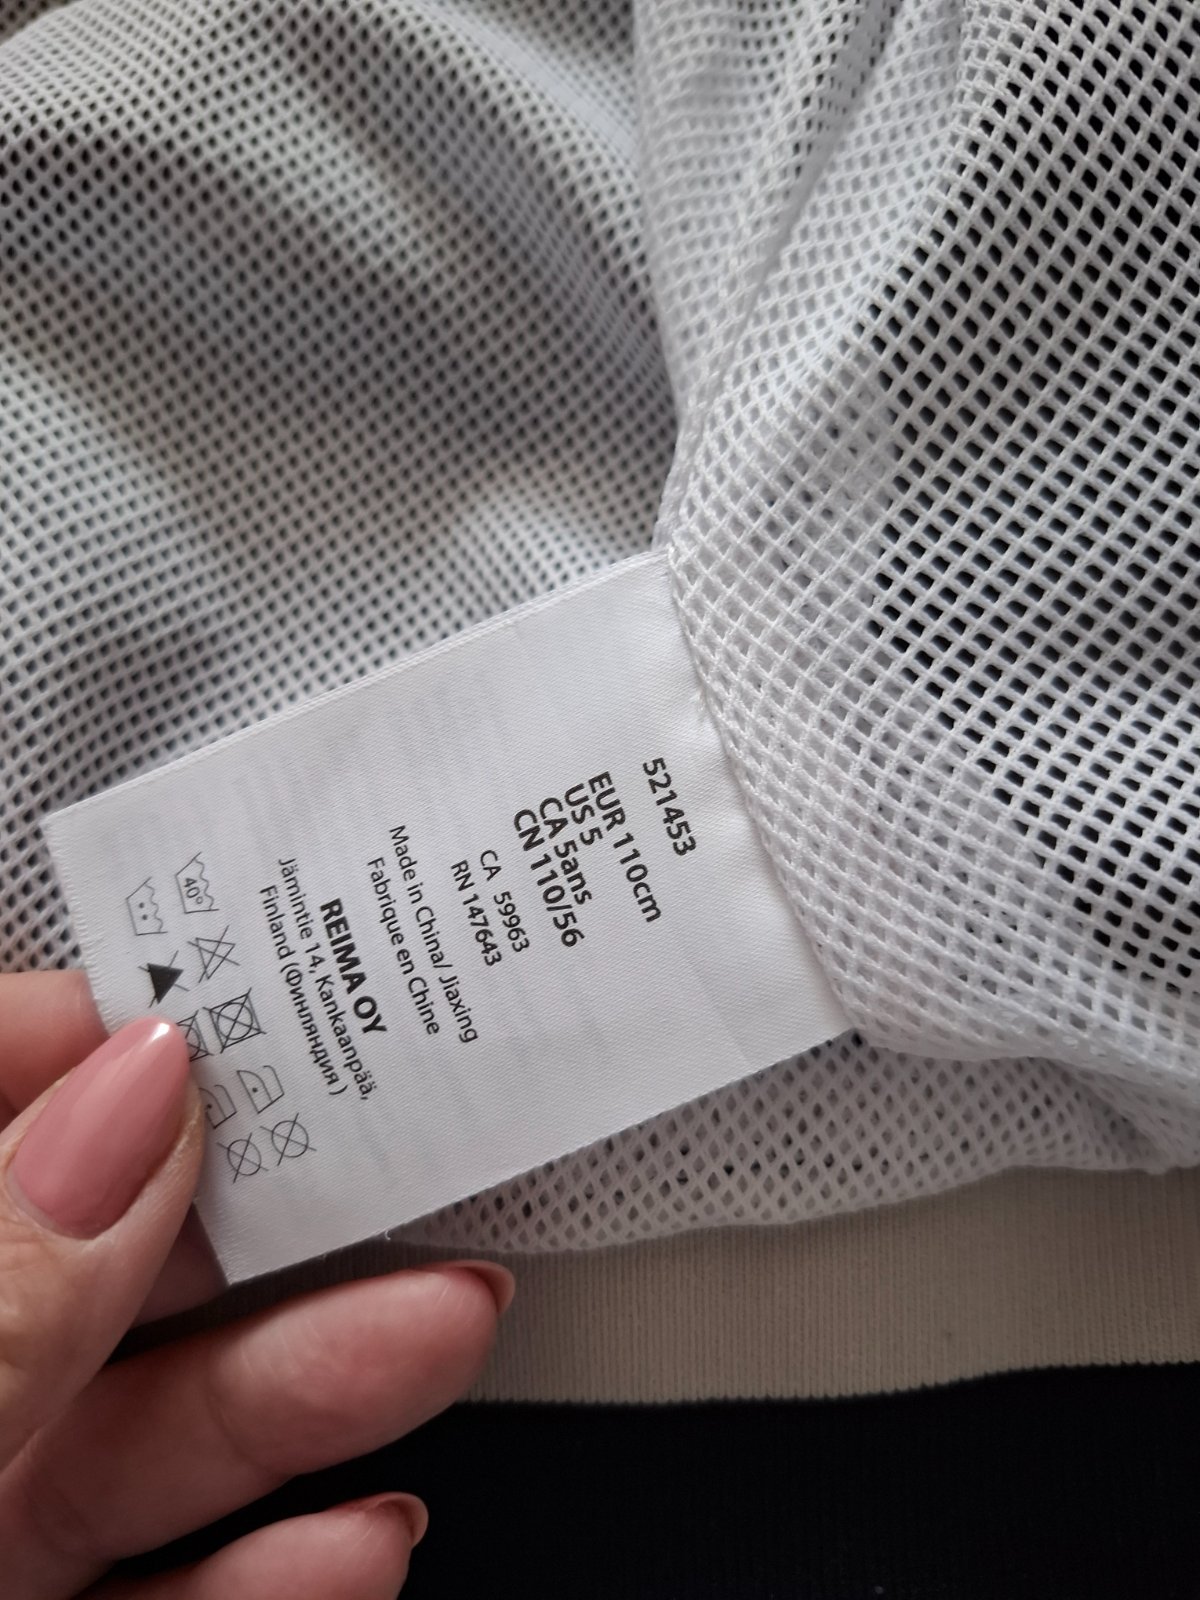 521453
EUR 110cm
US 5
CA 5ans
CN 110/56
CA 59963
RN 147643
Made in China/ Jiaxing
Fabrique en Chine
REIMA OY
Jämintie 14, Kankaanpää,
Finland (Финляндия )
40°